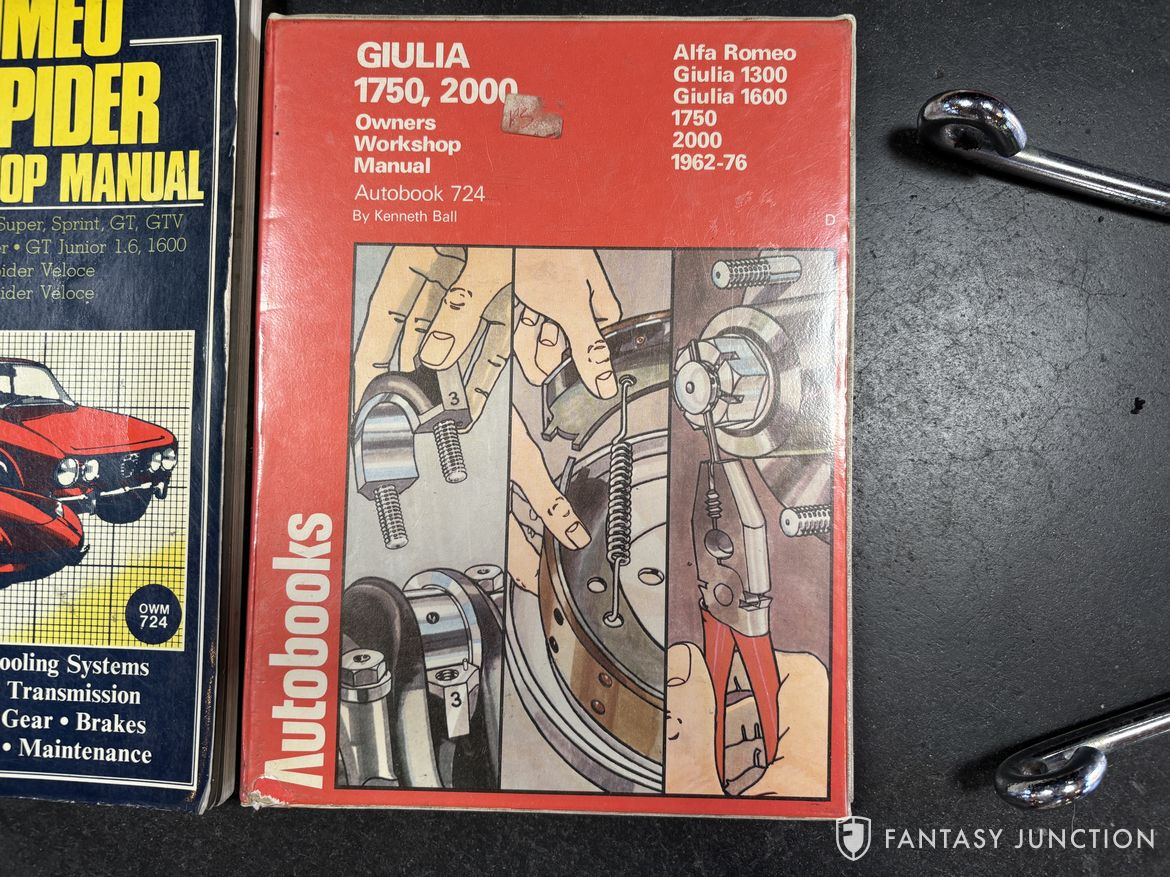 MEO
PIDER
OP MANUAL
Super, Sprint, GT, GTV
r • GT Junior 1.6, 1600
ider Veloce
ider Veloce
OWM
724
ooling Systems
Transmission
Gear • Brakes
• Maintenance
GIULIA
1750, 2000
Owners
Workshop
Manual
Autobook 724
By Kenneth Ball
Alfa Romeo
Giulia 1300
Giulia 1600
1750
2000
1962-76
D
3
3
Autobooks
FANTASY JUNCTION